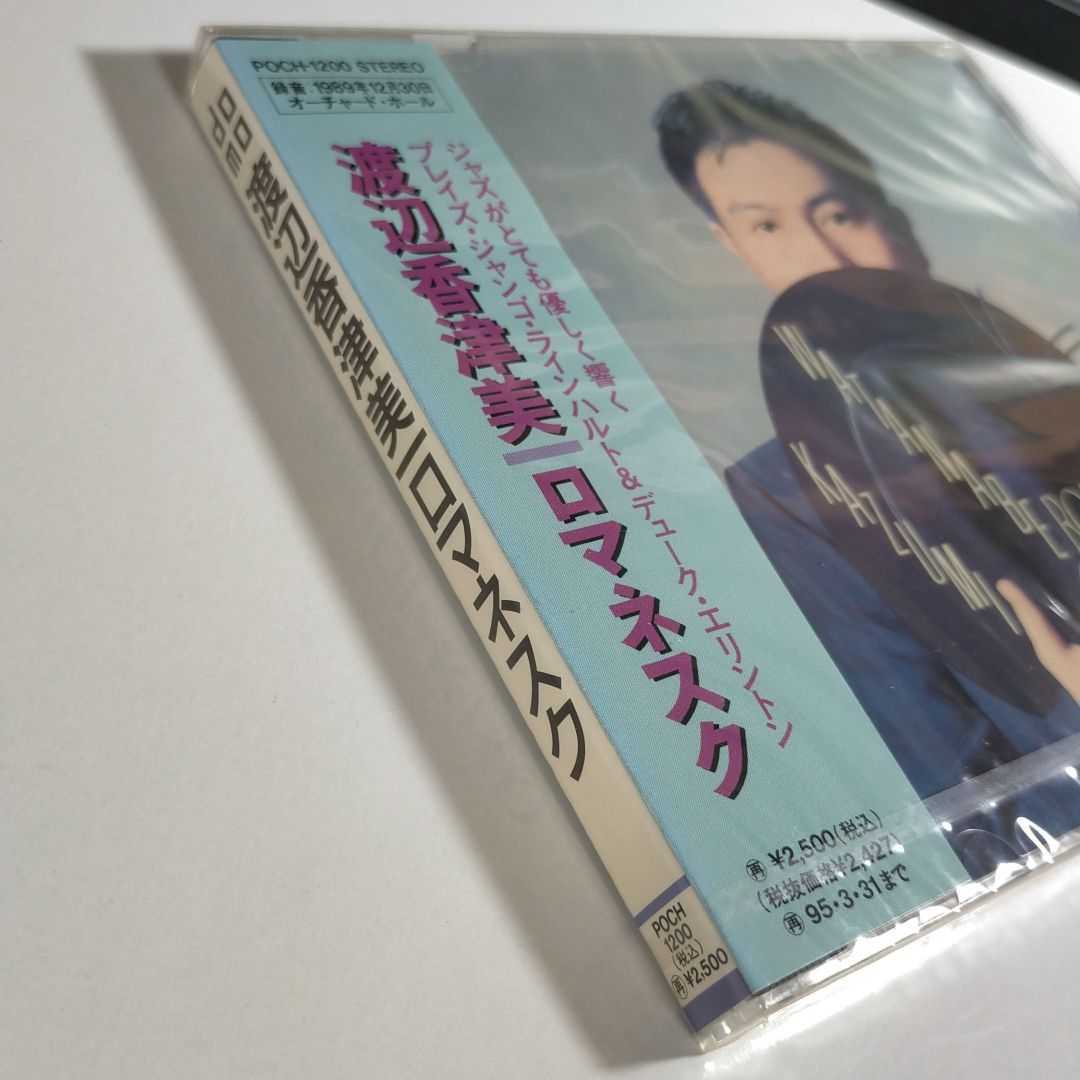 POCH-1200 STEREO
録音.1989年12月30日
オーチャード・ホール
ジャズがとても優しく響く
プレイズ・ジャンゴ・ラインハルト&デューク・エリントン
渡辺香津美|ロマネスク
再 ¥2,500(税込)
(税抜価格¥2,427)
再 95・3・31まで
渡辺香津美|ロマネスク
POCH
1200
(税込)
再 ¥2,500
WATANABE
KAZUMI